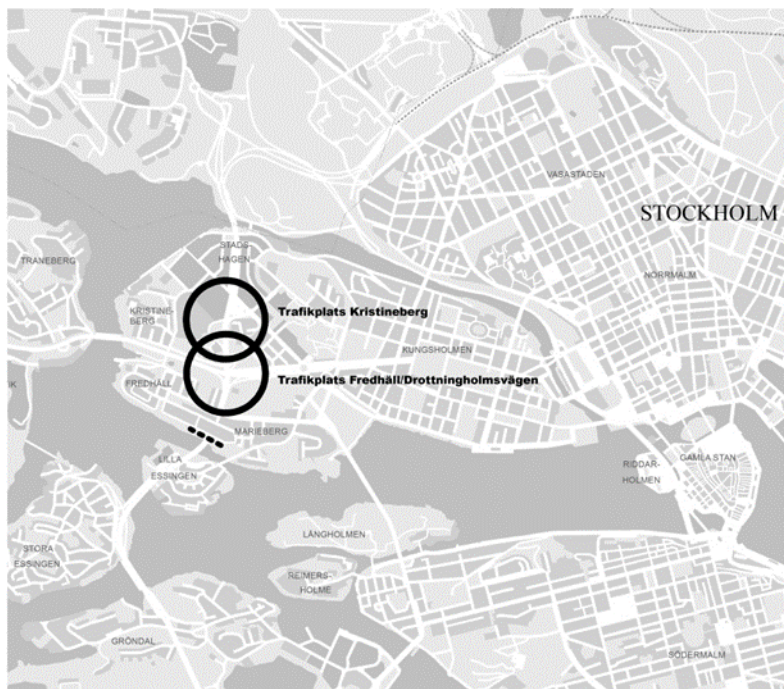 VASASTADEN
STOCKHOLM
STADS
HAGEN
TRANEBERG
NORRMALM
KRISTINE-
BERG
Trafikplats Kristineberg
KUNGSHOLMEN
FREDHÄLL
Trafikplats Fredhäll/Drottningholmsvägen
MARIEBERG
LILLA
ESSINGEN
RIDDAR-
HOLMEN
GAMLA STAN
LÅNGHOLMEN
STORA
ESSINGEN
REIMERS-
HOLME
GRÖNDAL
SÖDERMALM